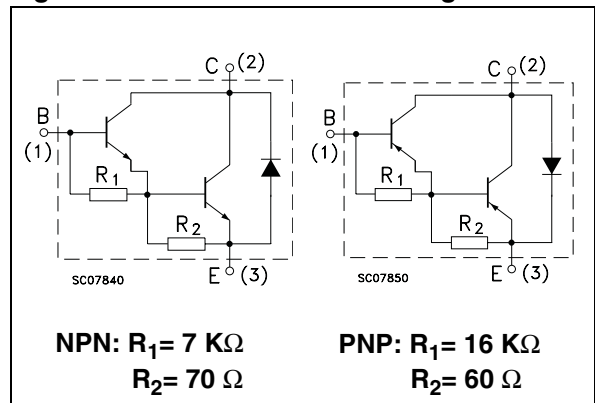 C (2)
B
(1)
R1
R2
SC07840
E (3)
C (2)
B
(1)
R1
R2
SC07850
E (3)
NPN: R1= 7 KΩ
R2= 70 Ω
PNP: R1= 16 KΩ
R2= 60 Ω